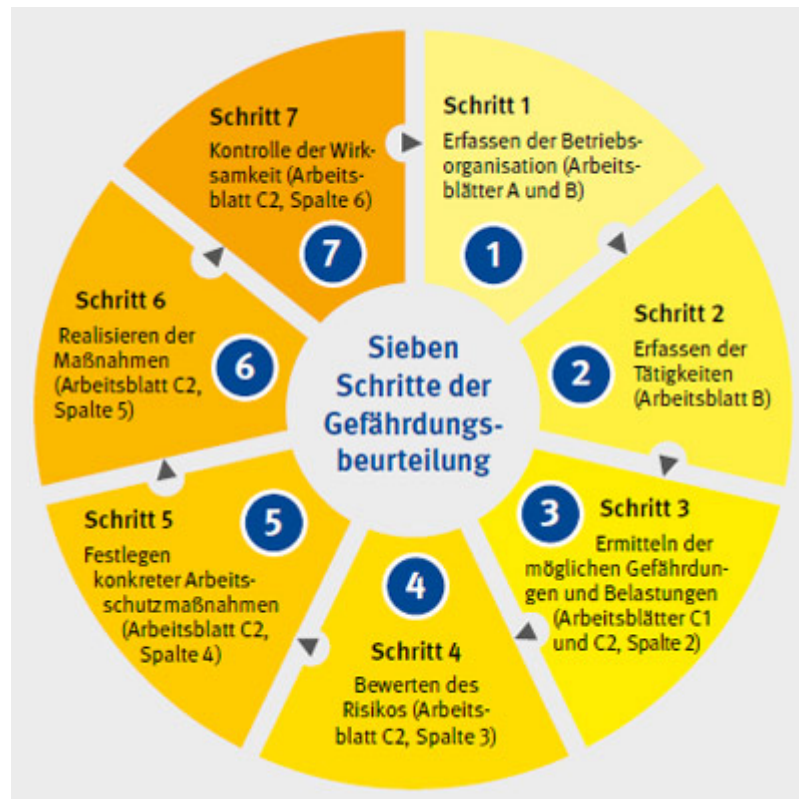 Sieben
Schritte der
Gefährdungs-
beurteilung
Schritt 1
Erfassen der Betriebs-
organisation (Arbeits-
blätter A und B)
1
Schritt 2
Erfassen der
Tätigkeiten
(Arbeitsblatt B)
2
Schritt 3
Ermitteln der
möglichen Gefährdun-
gen und Belastungen
(Arbeitsblätter C1
und C2, Spalte 2)
3
4
Schritt 4
Bewerten des
Risikos (Arbeits-
blatt C2, Spalte 3)
Schritt 5
Festlegen
konkreter Arbeits-
schutzmaßnahmen
(Arbeitsblatt C2,
Spalte 4)
5
Schritt 6
Realisieren der
Maßnahmen
(Arbeitsblatt C2,
Spalte 5)
6
Schritt 7
Kontrolle der Wirk-
samkeit (Arbeits-
blatt C2, Spalte 6)
7